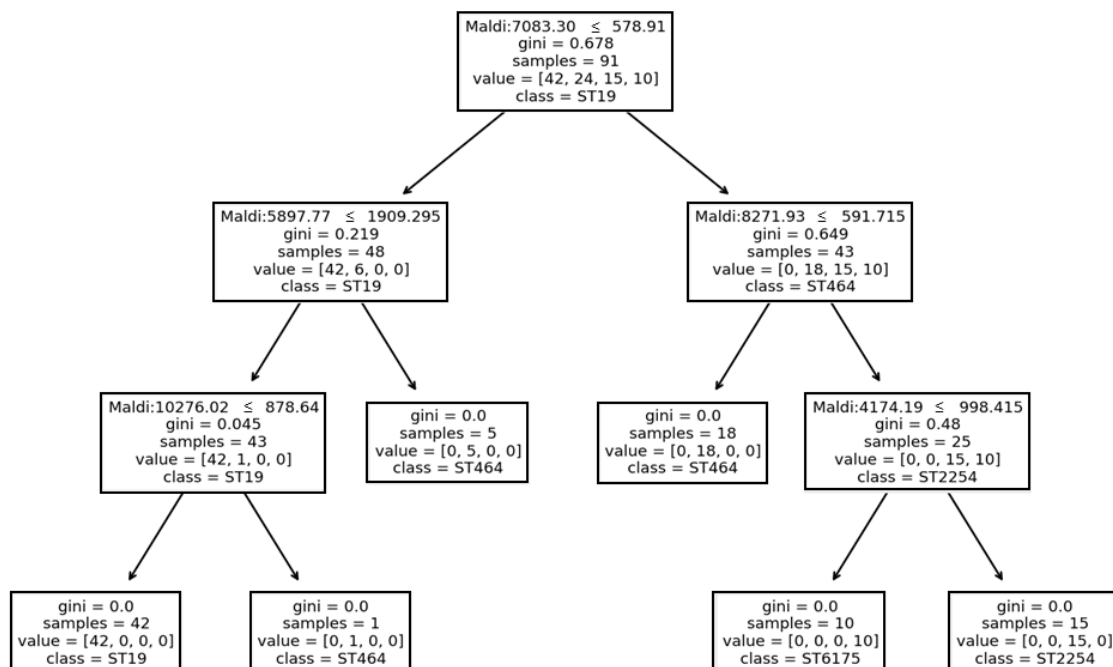 Maldi:7083.30 ≤ 578.91
gini = 0.678
samples = 91
value = [42, 24, 15, 10]
class = ST19
Maldi:5897.77 ≤ 1909.295
gini = 0.219
samples = 48
value = [42, 6, 0, 0]
class = ST19
Maldi:8271.93 ≤ 591.715
gini = 0.649
samples = 43
value = [0, 18, 15, 10]
class = ST464
Maldi:10276.02 ≤ 878.64
gini = 0.045
samples = 43
value = [42, 1, 0, 0]
class = ST19
gini = 0.0
samples = 5
value = [0, 5, 0, 0]
class = ST464
gini = 0.0
samples = 18
value = [0, 18, 0, 0]
class = ST464
Maldi:4174.19 ≤ 998.415
gini = 0.48
samples = 25
value = [0, 0, 15, 10]
class = ST2254
gini = 0.0
samples = 42
value = [42, 0, 0, 0]
class = ST19
gini = 0.0
samples = 1
value = [0, 1, 0, 0]
class = ST464
gini = 0.0
samples = 10
value = [0, 0, 0, 10]
class = ST6175
gini = 0.0
samples = 15
value = [0, 0, 15, 0]
class = ST2254